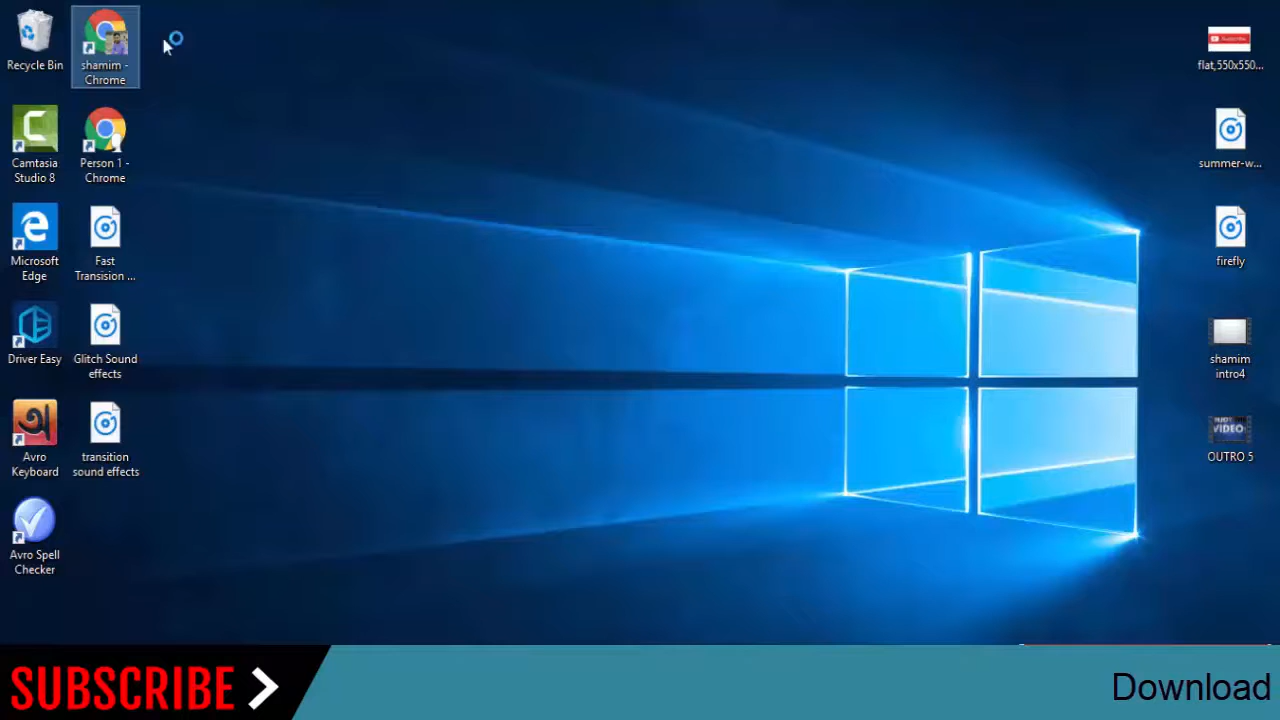 Recycle Bin
shamim -
Chrome
Camtasia
Studio 8
Person 1 -
Chrome
Microsoft
Edge
Fast
Transision ...
Driver Easy
Glitch Sound
effects
অ
Avro
Keyboard
transition
sound effects
Avro Spell
Checker
Subscribe
flat,550x550...
summer-w...
firefly
shamim
intro4
VIDEO
OUTRO 5
SUBSCRIBE
Download